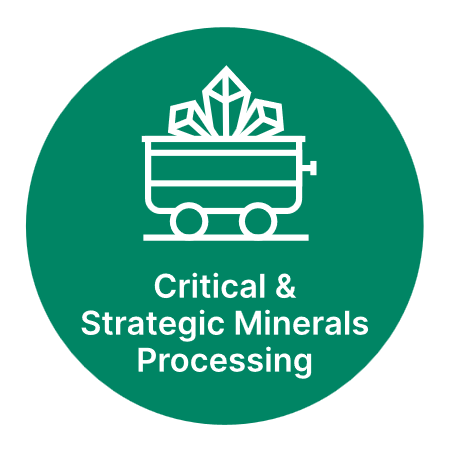 Critical &
Strategic Minerals
Processing